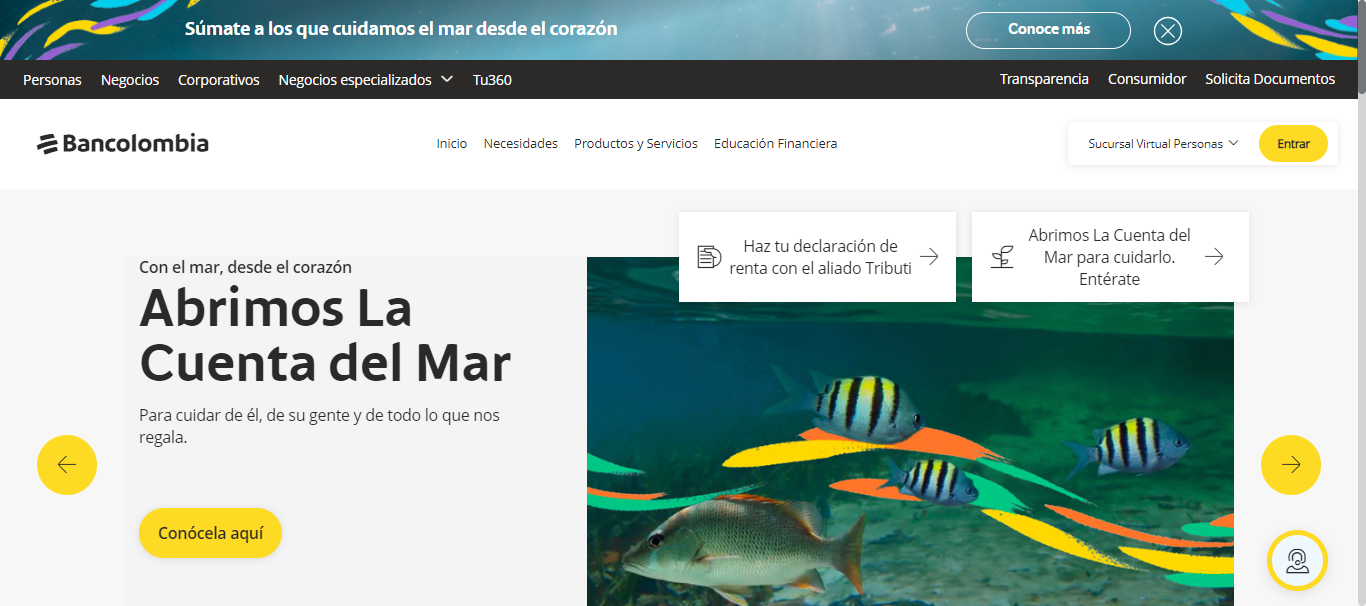 Súmate a los que cuidamos el mar desde el corazón
Conoce más
Personas Negocios Corporativos Negocios especializados Tu360 Transparencia Consumidor Solicita Documentos
Bancolombia Inicio Necesidades Productos y Servicios Educación Financiera Sucursal Virtual Personas Entrar
Haz tu declaración de
renta con el aliado Tributi
Abrimos La Cuenta del
Mar para cuidarlo.
Entérate
Con el mar, desde el corazón
Abrimos La
Cuenta del Mar
Para cuidar de él, de su gente y de todo lo que nos
regala.
Conócela aquí